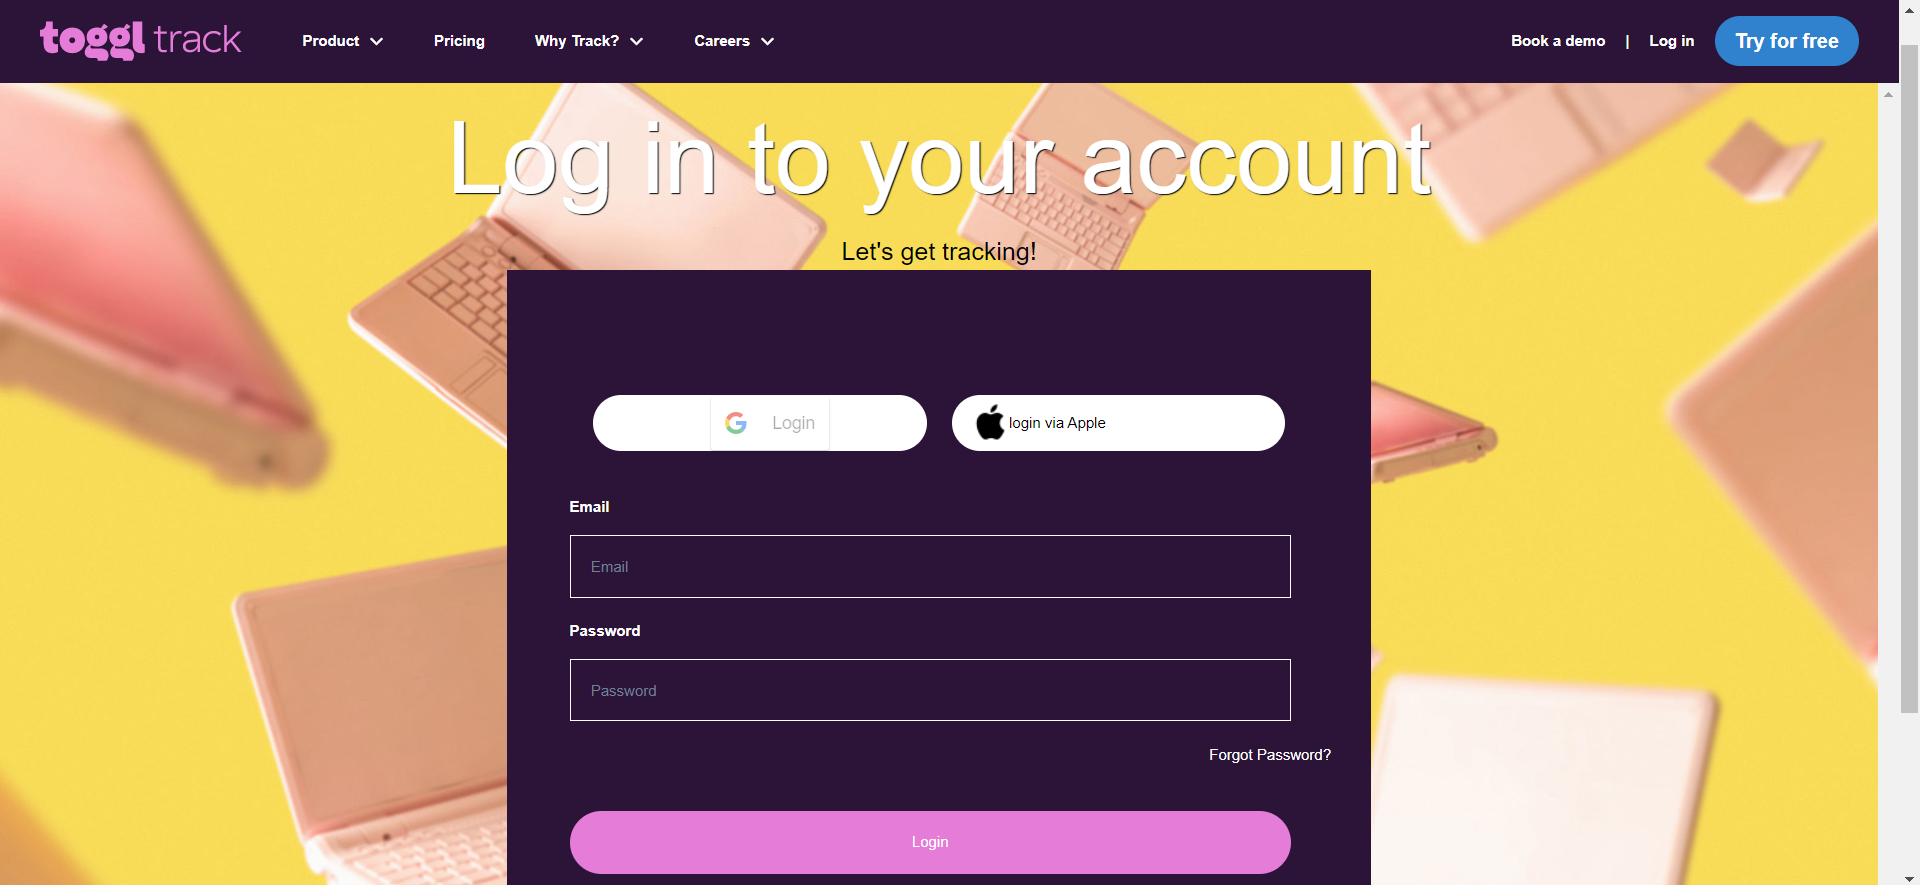 toggl track
Product
Pricing
Why Track?
Careers
Book a demo | Log in
Try for free
Log in to your account
Let's get tracking!
Login
login via Apple
Email
Email
Password
Password
Forgot Password?
Login